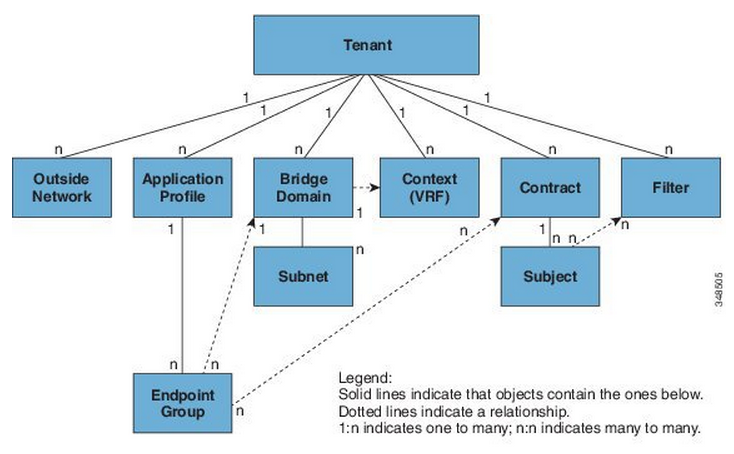 Tenant
1 1 1 1 1 1
n n n n n n
Outside
Network
Application
Profile
Bridge
Domain
Context
(VRF)
Contract
Filter
1 1 1 n 1 n n n
n
Subnet
Subject
348505
n n
Endpoint
Group
n
Legend:
Solid lines indicate that objects contain the ones below.
Dotted lines indicate a relationship.
1:n indicates one to many; n:n indicates many to many.